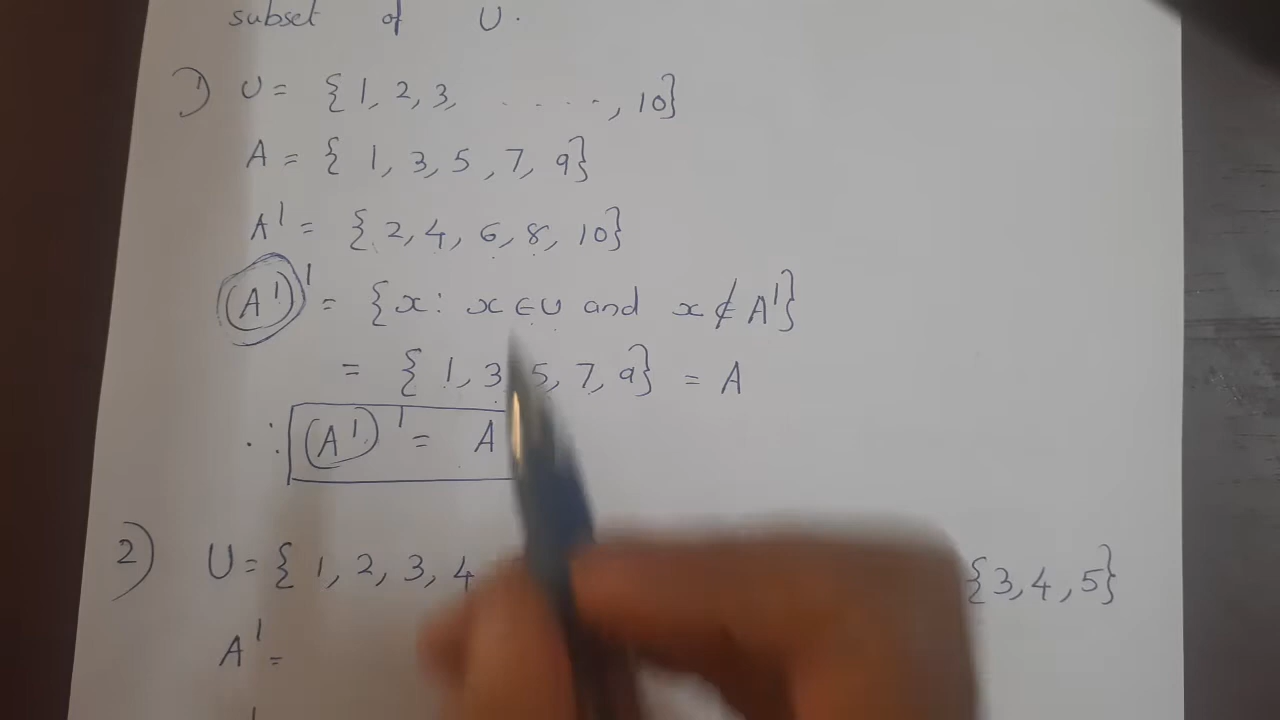 subset of U.
1) U = { 1, 2, 3, ....., 10}
A = { 1, 3, 5, 7, 9}
A' = { 2, 4, 6, 8, 10}
(A')' = {x : x ∈ U and x ∉ A'}
= { 1, 3, 5, 7, 9} = A
∴ (A')' = A
2) U = { 1, 2, 3, 4 {3, 4, 5}
A' =